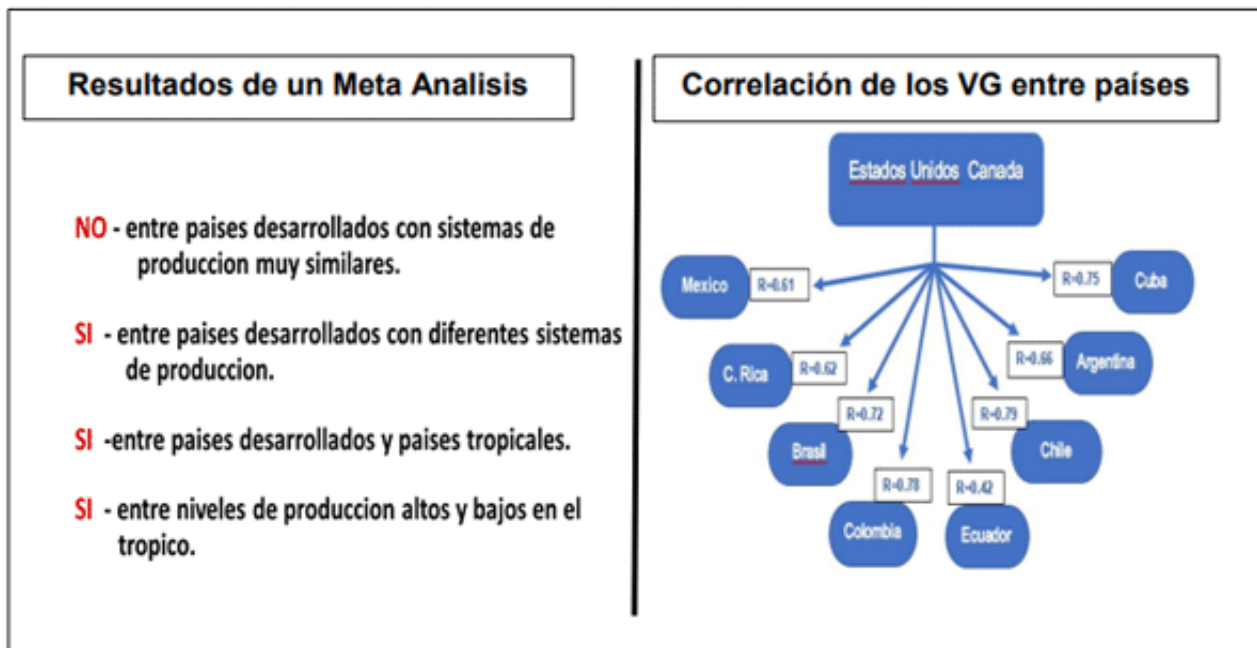 Resultados de un Meta Analisis
NO - entre paises desarrollados con sistemas de
produccion muy similares.
SI - entre paises desarrollados con diferentes sistemas
de produccion.
SI -entre paises desarrollados y paises tropicales.
SI - entre niveles de produccion altos y bajos en el
tropico.
Correlación de los VG entre países
Estados Unidos Canada
Mexico
R=0.61
R=0.75
Cuba
C. Rica
R=0.62
R=0.66
Argentina
Brasil
R=0.72
R=0.79
Chile
Colombia
R=0.78
R=0.42
Ecuador